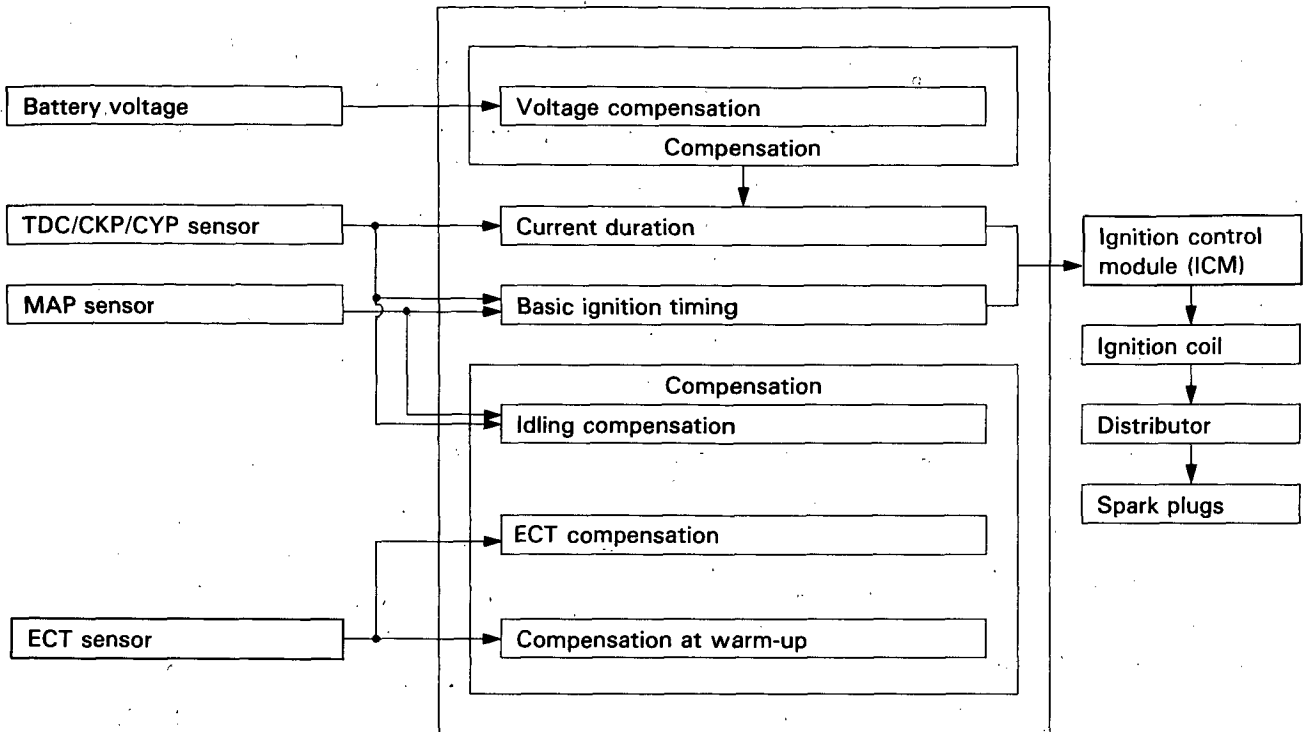 Battery voltage
Voltage compensation
Compensation
TDC/CKP/CYP sensor
Current duration
MAP sensor
Basic ignition timing
Ignition control
module (ICM)
Ignition coil
Compensation
Idling compensation
Distributor
Spark plugs
ECT compensation
ECT sensor
Compensation at warm-up